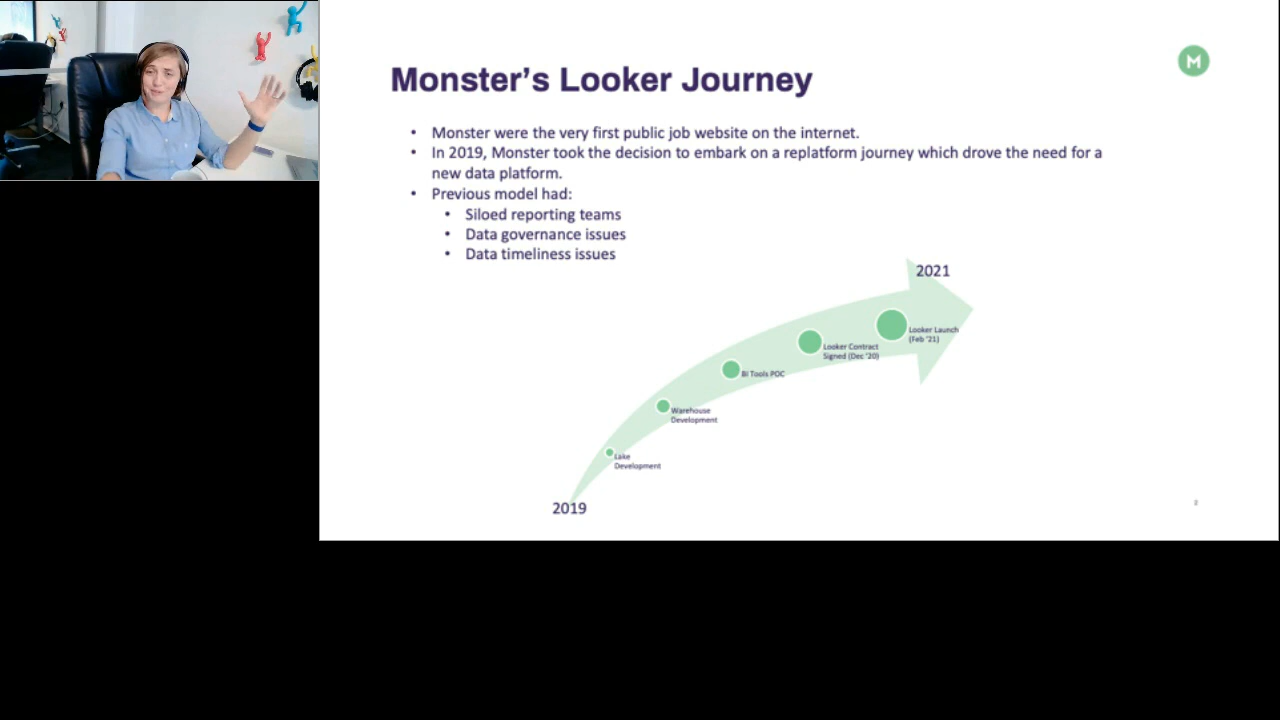 M
Monster's Looker Journey
• Monster were the very first public job website on the internet.
• In 2019, Monster took the decision to embark on a replatform journey which drove the need for a
new data platform.
• Previous model had:
• Siloed reporting teams
• Data governance issues
• Data timeliness issues
2021
Looker Launch
(Feb '21)
Looker Contract
Signed (Dec '20)
BI Tools POC
Warehouse
Development
Lake
Development
2019